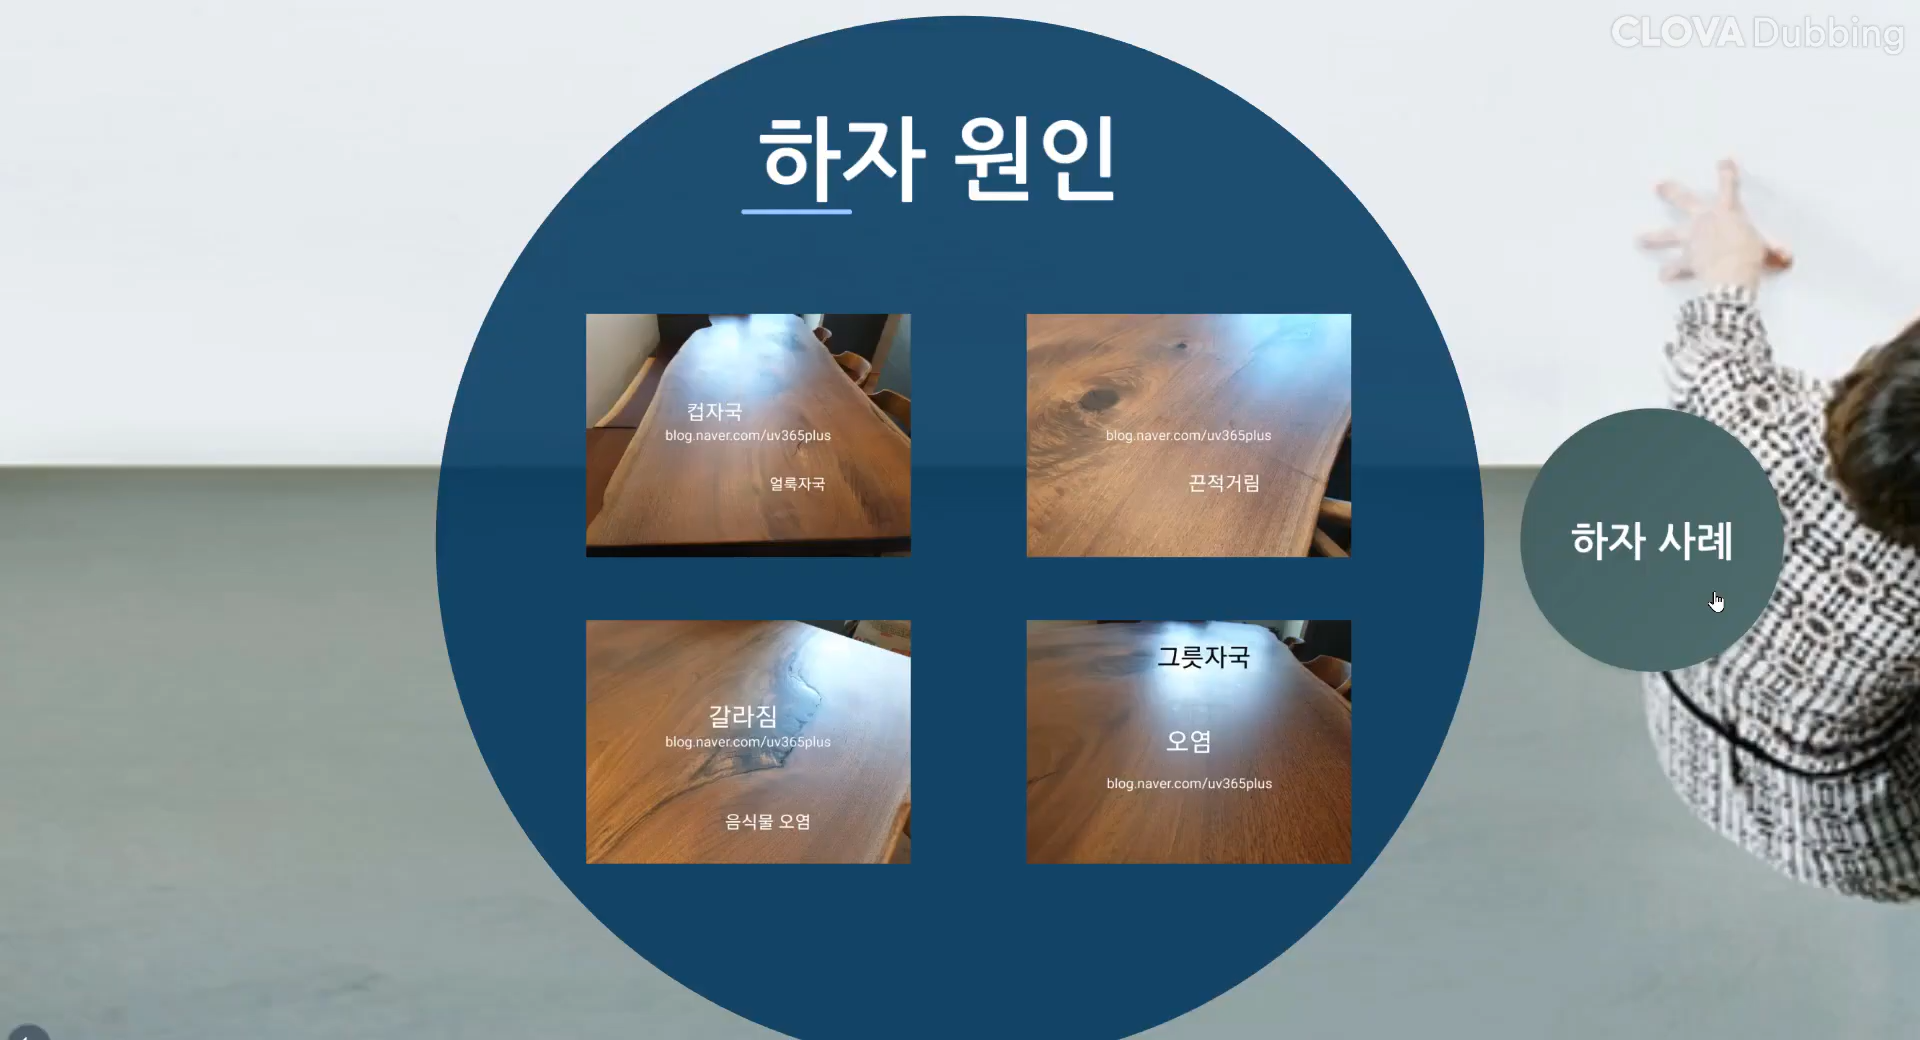 CLOVA Dubbing
하자 원인
컵자국
blog.naver.com/uv365plus
얼룩자국
blog.naver.com/uv365plus
끈적거림
갈라짐
blog.naver.com/uv365plus
음식물 오염
그릇자국
오염
blog.naver.com/uv365plus
하자 사례